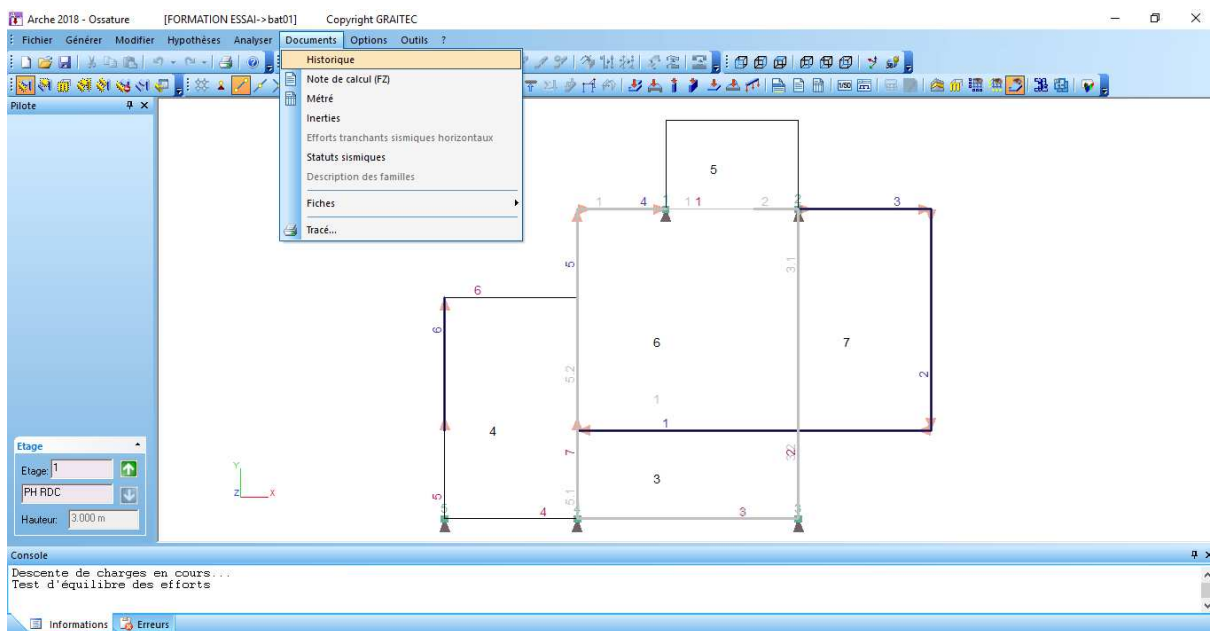 Arche 2018 - Ossature [FORMATION ESSAI->bat01] Copyright GRAITEC
Fichier Générer Modifier Hypothèses Analyser Documents Options Outils ?
Historique
Note de calcul (FZ)
Métré
Inerties
Efforts tranchants sismiques horizontaux
Statuts sismiques
Description des familles
Fiches
Tracé...
Pilote
5
1 4 1 1 2 3
5 3.1
6
6 6 7 2
5.2
1
1
4 7
3
5 5.1
4 3
Etage
Etage: 1
PH RDC
Hauteur: 3.000 m
Y
Z X
Console
Descente de charges en cours...
Test d'équilibre des efforts
Informations Erreurs